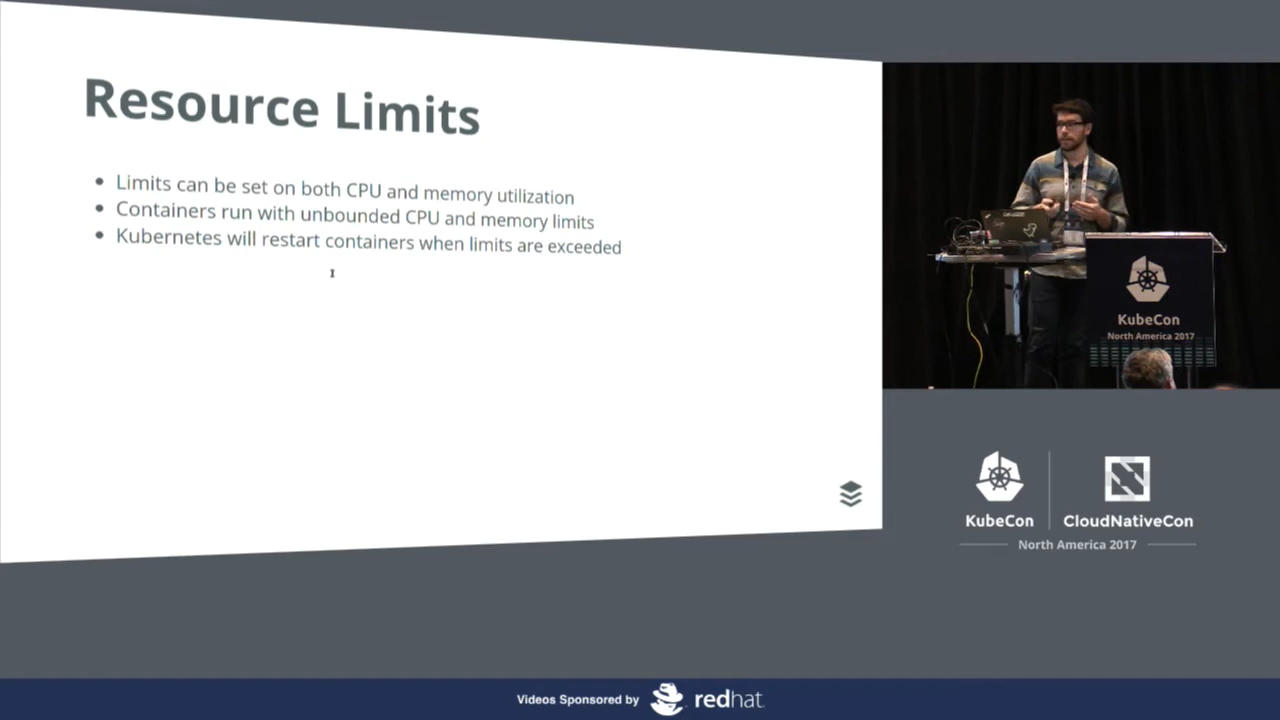 Resource Limits
Limits can be set on both CPU and memory utilization
Containers run with unbounded CPU and memory limits
Kubernetes will restart containers when limits are exceeded
KubeCon
North America 2017
KubeCon
CloudNativeCon
North America 2017
Videos Sponsored by
redhat